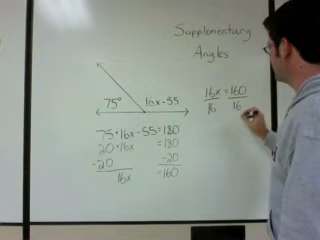 Supplementary
Angles
75° 16x-55
75+16x-55=180
20+16x =180
-20 -20
16x =160
16x=160
16 16